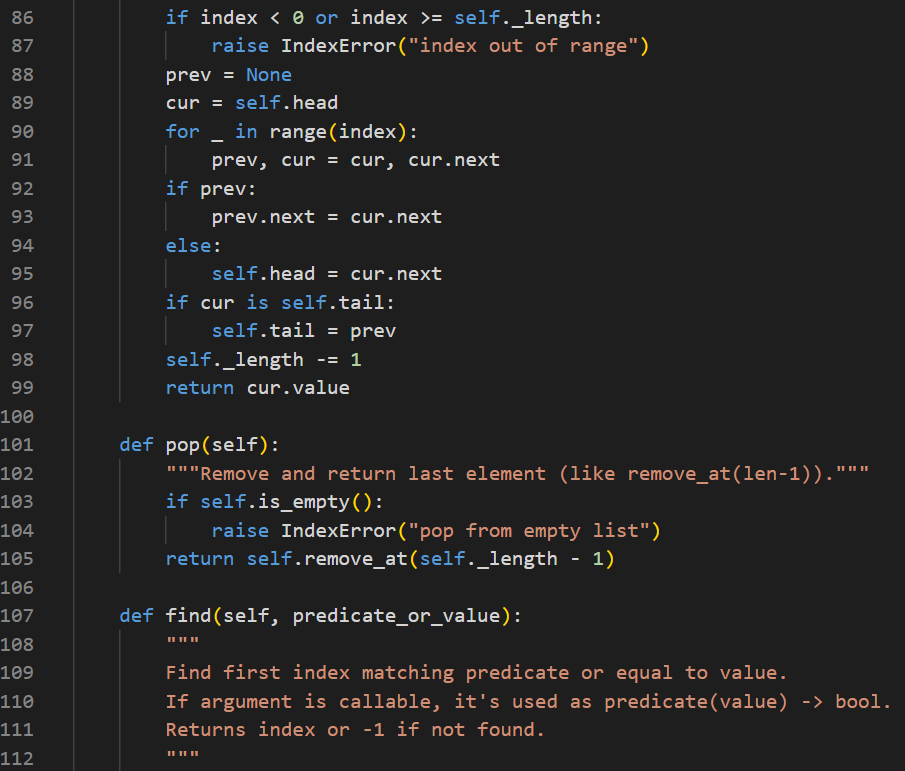 86 if index < 0 or index >= self._length:
87 raise IndexError("index out of range")
88 prev = None
89 cur = self.head
90 for _ in range(index):
91 prev, cur = cur, cur.next
92 if prev:
93 prev.next = cur.next
94 else:
95 self.head = cur.next
96 if cur is self.tail:
97 self.tail = prev
98 self._length -= 1
99 return cur.value
100
101 def pop(self):
102 """Remove and return last element (like remove_at(len-1))."""
103 if self.is_empty():
104 raise IndexError("pop from empty list")
105 return self.remove_at(self._length - 1)
106
107 def find(self, predicate_or_value):
108 """
109 Find first index matching predicate or equal to value.
110 If argument is callable, it's used as predicate(value) -> bool.
111 Returns index or -1 if not found.
112 """